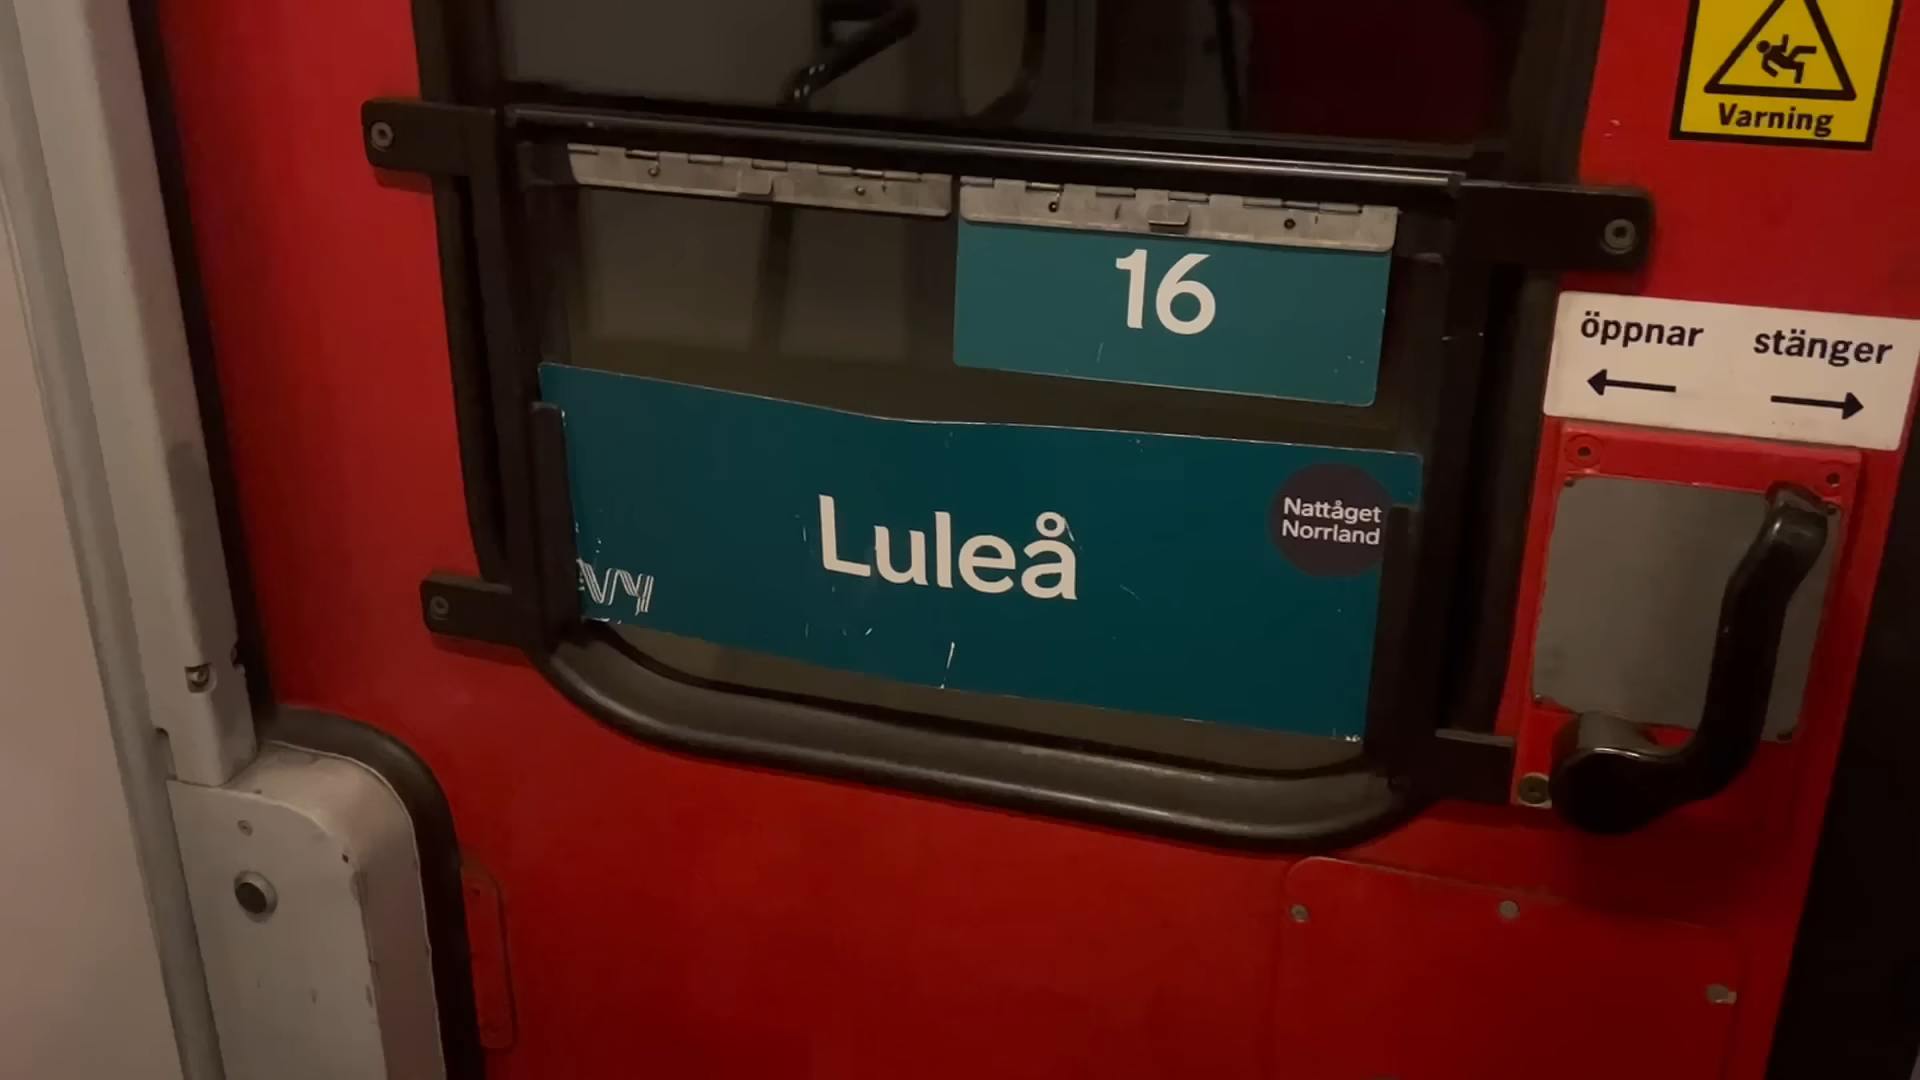 Varning
16
öppnar stänger
Luleå
Nattåget
Norrland
vy